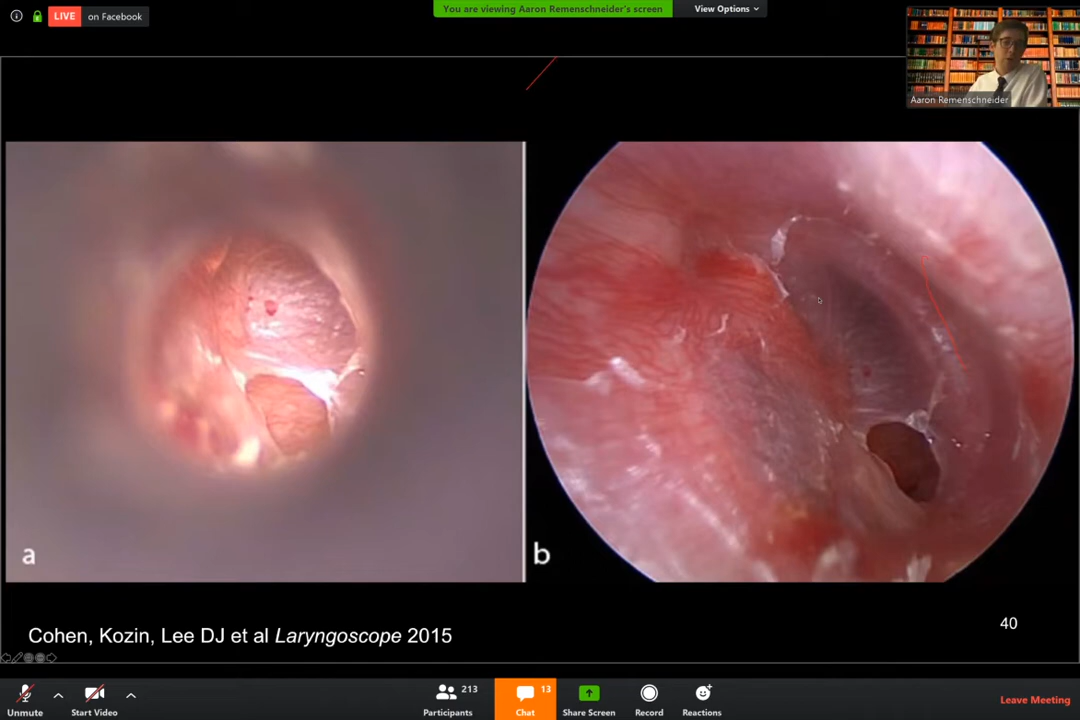 LIVE on Facebook
You are viewing Aaron Remenschneider's screen
View Options
Aaron Remenschneider
a
b
40
Cohen, Kozin, Lee DJ et al Laryngoscope 2015
213
13
Unmute
Start Video
Participants
Chat
Share Screen
Record
Reactions
Leave Meeting